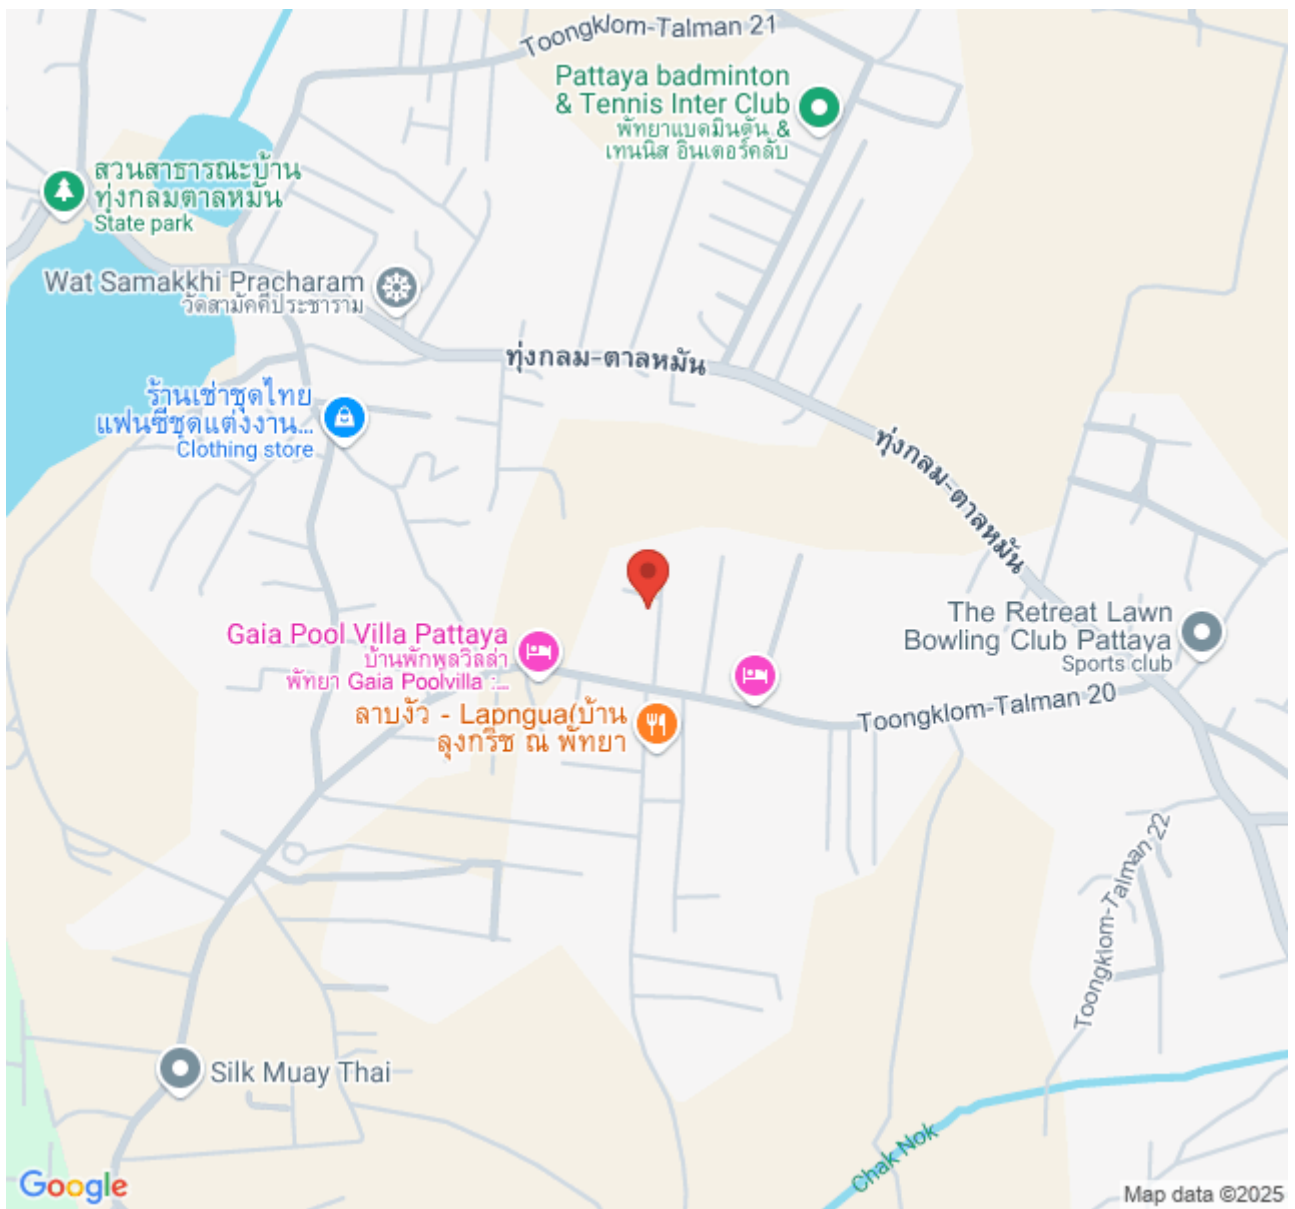 Toongklom-Talman 21
Pattaya badminton
& Tennis Inter Club
พัทยาแบดมินตัน &
เทนนิส อินเตอร์คลับ
สวนสาธารณะบ้าน
ทุ่งกลมตาลหมัน
State park
Wat Samakkhi Pracharam
วัดสามัคคีประชาราม
ทุ่งกลม-ตาลหมัน
ร้านเช่าชุดไทย
แฟนซีชุดแต่งงาน...
Clothing store
ทุ่งกลม-ตาลหมัน
The Retreat Lawn
Bowling Club Pattaya
Sports club
Gaia Pool Villa Pattaya
บ้านพักพูลวิลล่า
พัทยา Gaia Poolvilla :...
Toongklom-Talman 20
ลาบงัว - Lapngua(บ้าน
ลุงกริช ณ พัทยา
Toongklom-Talman 22
Silk Muay Thai
Chak Nok
Google
Map data ©2025